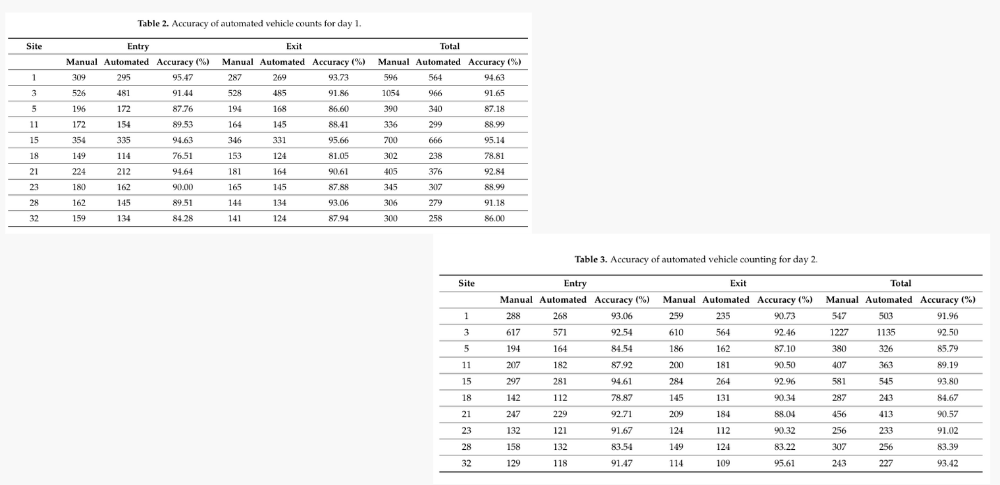 Table 2. Accuracy of automated vehicle counts for day 1.
Site Entry Exit Total
Manual Automated Accuracy (%) Manual Automated Accuracy (%) Manual Automated Accuracy (%)
1 309 295 95.47 287 269 93.73 596 564 94.63
3 526 481 91.44 528 485 91.86 1054 966 91.65
5 196 172 87.76 194 168 86.60 390 340 87.18
11 172 154 89.53 164 145 88.41 336 299 88.99
15 354 335 94.63 346 331 95.66 700 666 95.14
18 149 114 76.51 153 124 81.05 302 238 78.81
21 224 212 94.64 181 164 90.61 405 376 92.84
23 180 162 90.00 165 145 87.88 345 307 88.99
28 162 145 89.51 144 134 93.06 306 279 91.18
32 159 134 84.28 141 124 87.94 300 258 86.00
Table 3. Accuracy of automated vehicle counting for day 2.
Site Entry Exit Total
Manual Automated Accuracy (%) Manual Automated Accuracy (%) Manual Automated Accuracy (%)
1 288 268 93.06 259 235 90.73 547 503 91.96
3 617 571 92.54 610 564 92.46 1227 1135 92.50
5 194 164 84.54 186 162 87.10 380 326 85.79
11 207 182 87.92 200 181 90.50 407 363 89.19
15 297 281 94.61 284 264 92.96 581 545 93.80
18 142 112 78.87 145 131 90.34 287 243 84.67
21 247 229 92.71 209 184 88.04 456 413 90.57
23 132 121 91.67 124 112 90.32 256 233 91.02
28 158 132 83.54 149 124 83.22 307 256 83.39
32 129 118 91.47 114 109 95.61 243 227 93.42